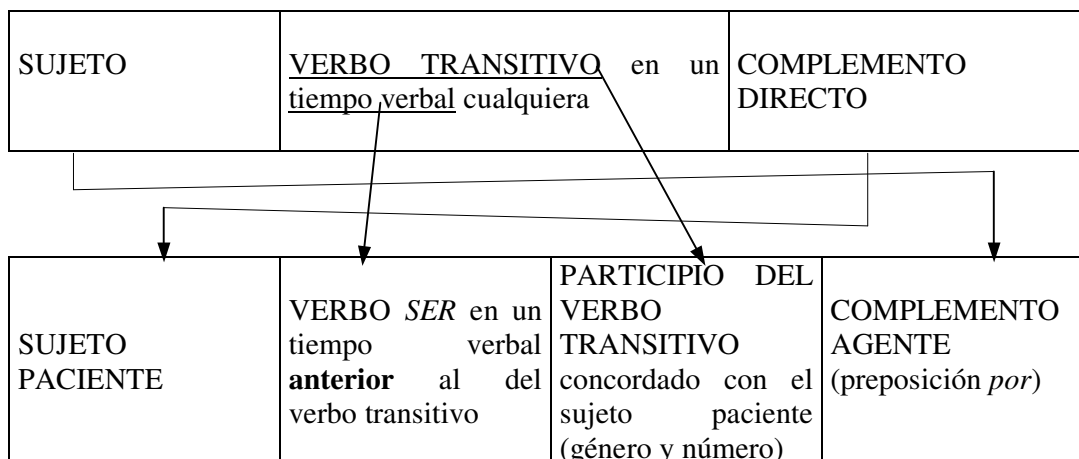 SUJETO
VERBO TRANSITIVO en un
tiempo verbal cualquiera
COMPLEMENTO
DIRECTO
SUJETO
PACIENTE
VERBO SER en un
tiempo verbal
anterior al del
verbo transitivo
PARTICIPIO DEL
VERBO
TRANSITIVO
concordado con el
sujeto paciente
(género y número)
COMPLEMENTO
AGENTE
(preposición por)